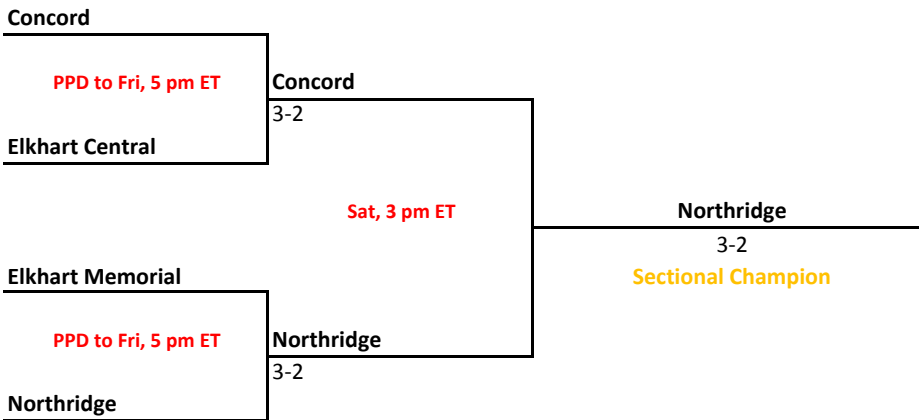 Concord
PPD to Fri, 5 pm ET
Concord
3-2
Elkhart Central
Sat, 3 pm ET
Northridge
3-2
Sectional Champion
Elkhart Memorial
PPD to Fri, 5 pm ET
Northridge
3-2
Northridge